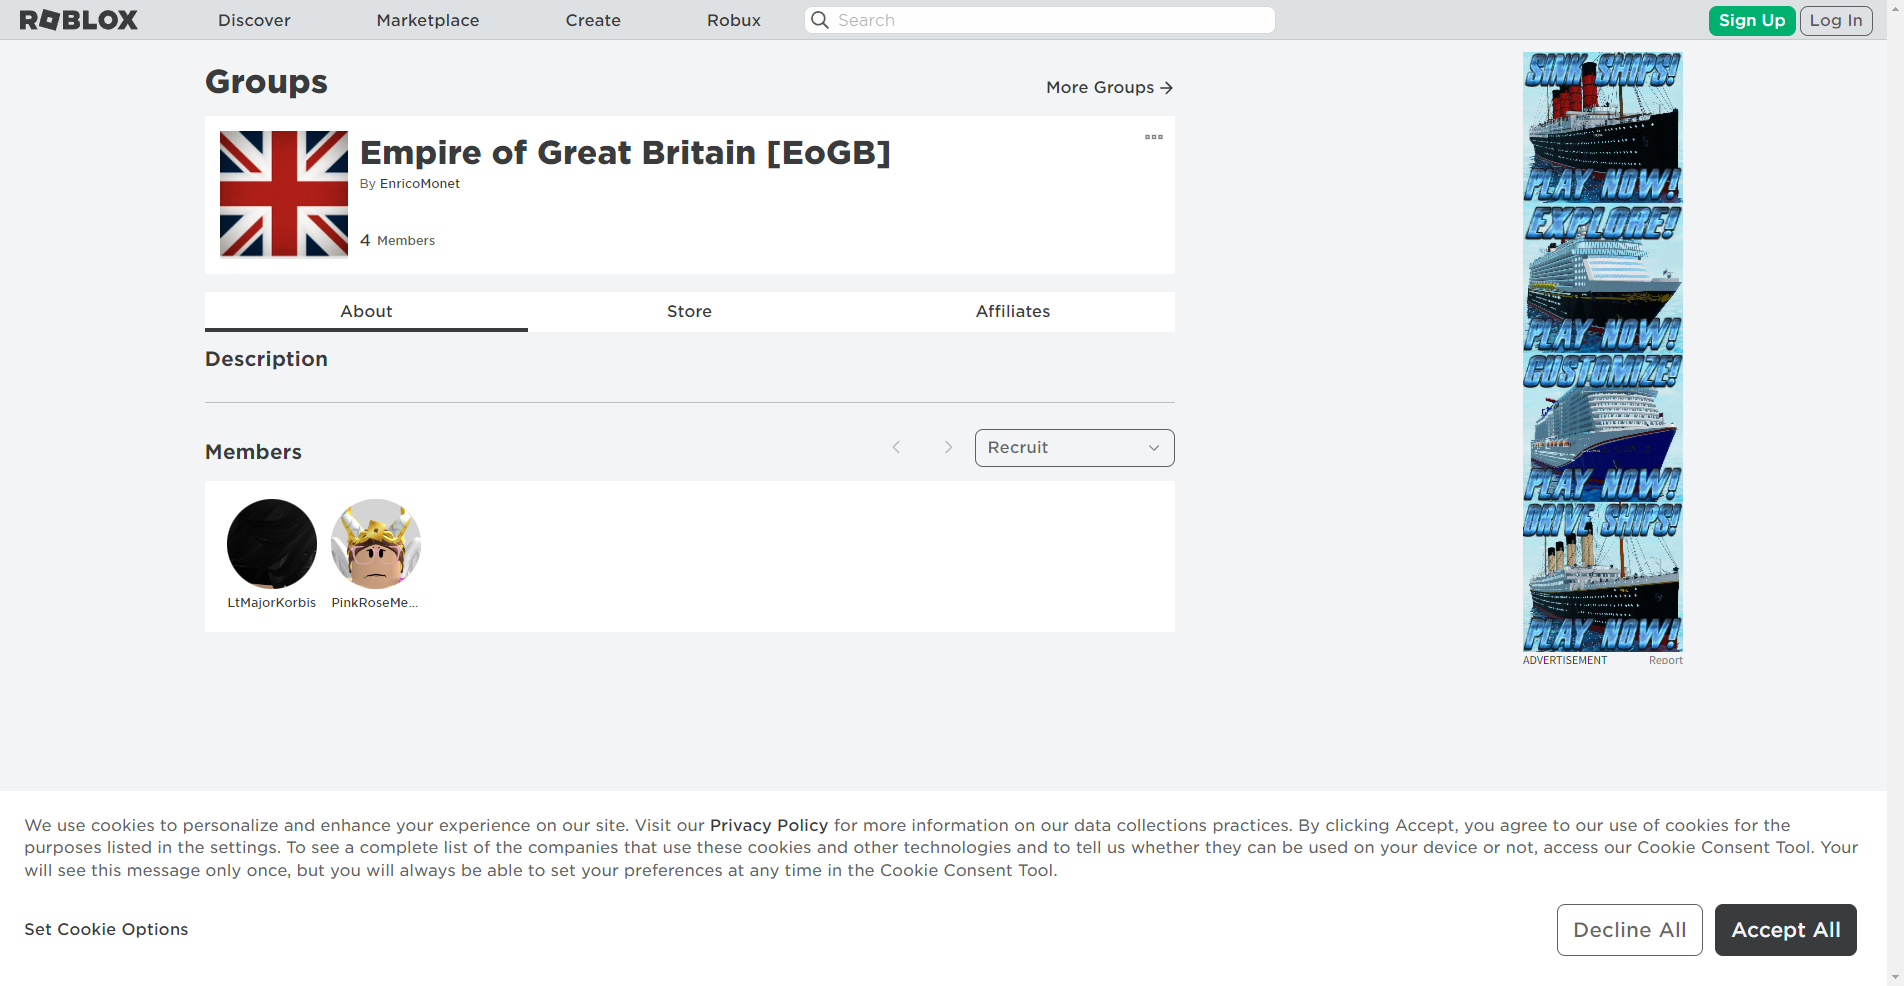 ROBLOX
Discover
Marketplace
Create
Robux
Search
Sign Up
Log In
Groups
More Groups
Empire of Great Britain [EoGB]
By EnricoMonet
4 Members
About
Store
Affiliates
Description
Members
Recruit
LtMajorKorbis
PinkRoseMe...
SINK SHIPS!
PLAY NOW!
EXPLORE!
PLAY NOW!
CUSTOMIZE!
PLAY NOW!
DRIVE SHIPS!
PLAY NOW!
ADVERTISEMENT
Report
We use cookies to personalize and enhance your experience on our site. Visit our Privacy Policy for more information on our data collections practices. By clicking Accept, you agree to our use of cookies for the
purposes listed in the settings. To see a complete list of the companies that use these cookies and other technologies and to tell us whether they can be used on your device or not, access our Cookie Consent Tool. Your
will see this message only once, but you will always be able to set your preferences at any time in the Cookie Consent Tool.
Set Cookie Options
Decline All
Accept All